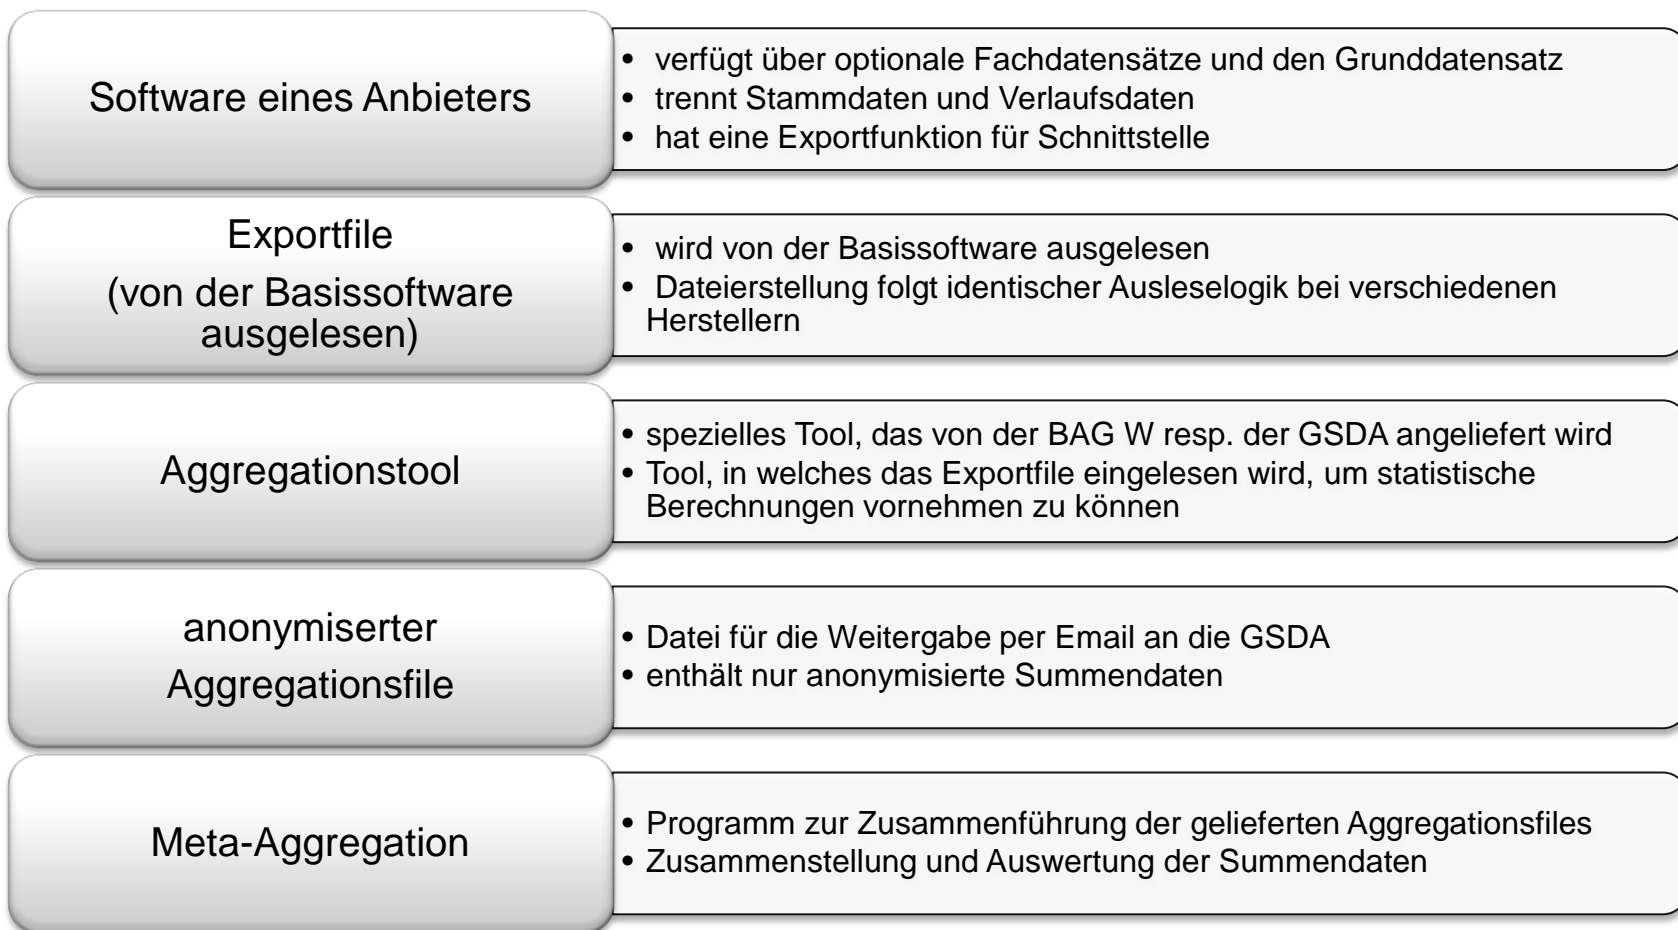 Software eines Anbieters
• verfügt über optionale Fachdatensätze und den Grunddatensatz
• trennt Stammdaten und Verlaufsdaten
• hat eine Exportfunktion für Schnittstelle
Exportfile
(von der Basissoftware
ausgelesen)
• wird von der Basissoftware ausgelesen
• Dateierstellung folgt identischer Ausleselogik bei verschiedenen
Herstellern
Aggregationstool
• spezielles Tool, das von der BAG W resp. der GSDA angeliefert wird
• Tool, in welches das Exportfile eingelesen wird, um statistische
Berechnungen vornehmen zu können
anonymiserter
Aggregationsfile
• Datei für die Weitergabe per Email an die GSDA
• enthält nur anonymisierte Summendaten
Meta-Aggregation
• Programm zur Zusammenführung der gelieferten Aggregationsfiles
• Zusammenstellung und Auswertung der Summendaten